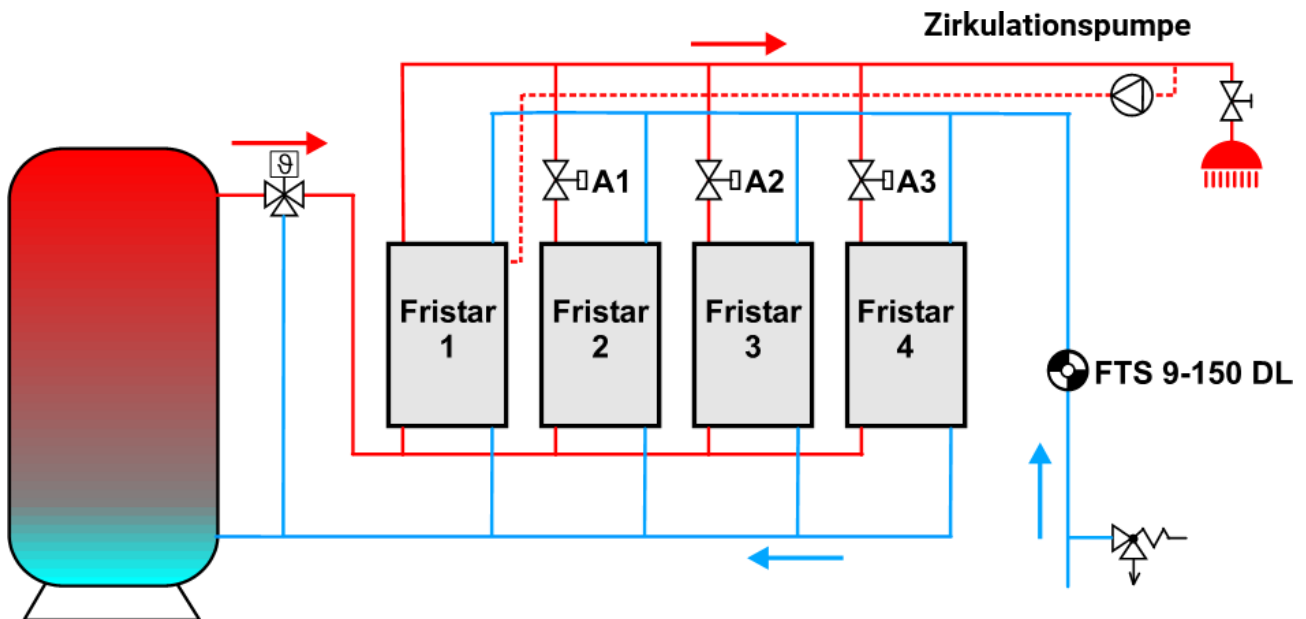 Zirkulationspumpe
ϑ
A1
A2
A3
Fristar
1
Fristar
2
Fristar
3
Fristar
4
FTS 9-150 DL